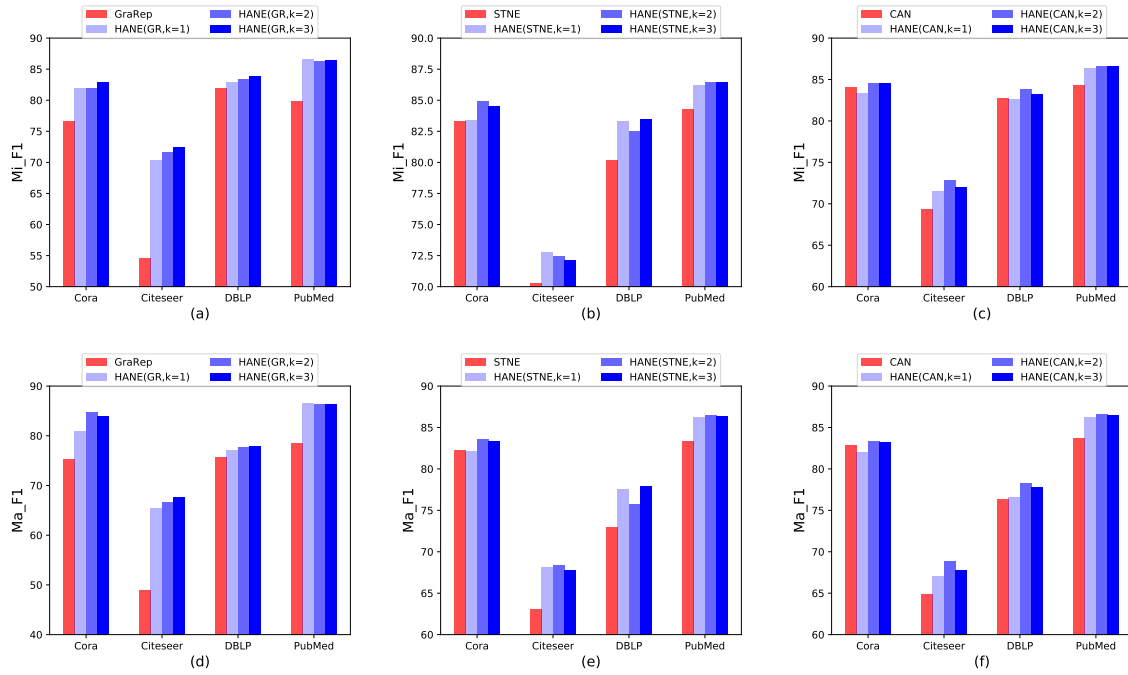 GraRep HANE(GR,k=2)
HANE(GR,k=1) HANE(GR,k=3)
90
85
80
75
70
65
60
55
50
Mi_F1
Cora Citeseer DBLP PubMed
(a)
STNE HANE(STNE,k=2)
HANE(STNE,k=1) HANE(STNE,k=3)
90.0
87.5
85.0
82.5
80.0
77.5
75.0
72.5
70.0
Mi_F1
Cora Citeseer DBLP PubMed
(b)
CAN HANE(CAN,k=2)
HANE(CAN,k=1) HANE(CAN,k=3)
90
85
80
75
70
65
60
Mi_F1
Cora Citeseer DBLP PubMed
(c)
GraRep HANE(GR,k=2)
HANE(GR,k=1) HANE(GR,k=3)
90
80
70
60
50
40
Ma_F1
Cora Citeseer DBLP PubMed
(d)
STNE HANE(STNE,k=2)
HANE(STNE,k=1) HANE(STNE,k=3)
90
85
80
75
70
65
60
Ma_F1
Cora Citeseer DBLP PubMed
(e)
CAN HANE(CAN,k=2)
HANE(CAN,k=1) HANE(CAN,k=3)
90
85
80
75
70
65
60
Ma_F1
Cora Citeseer DBLP PubMed
(f)